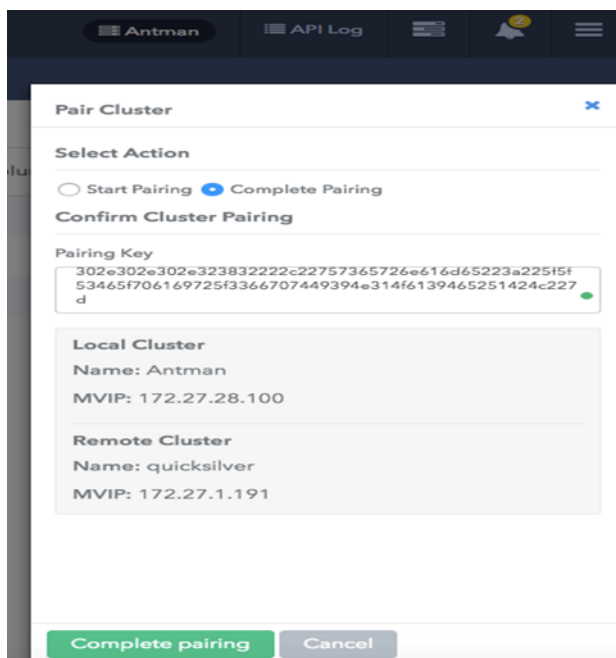 Antman
API Log
2
Pair Cluster
Select Action
Start Pairing Complete Pairing
Confirm Cluster Pairing
Pairing Key
302e302e302e323832222c22757365726e616d65223a225f5f
53465f706169725f3366707449394e314f6139465251424c227
d
Local Cluster
Name: Antman
MVIP: 172.27.28.100
Remote Cluster
Name: quicksilver
MVIP: 172.27.1.191
Complete pairing
Cancel